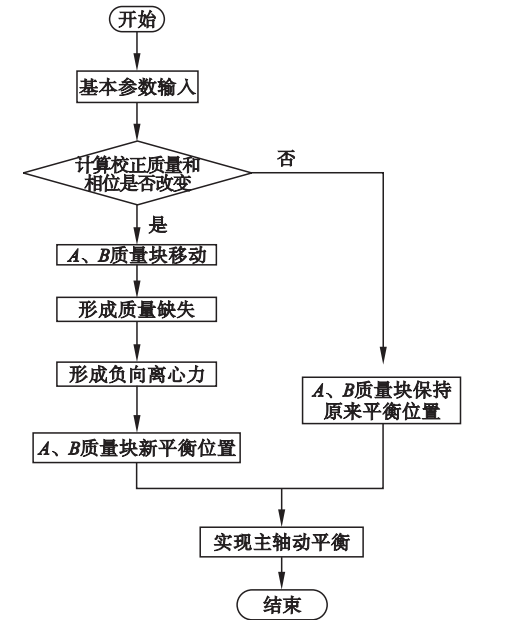 开始
基本参数输入
计算校正质量和
相位是否改变
否
是
A、B质量块移动
形成质量缺失
形成负向离心力
A、B质量块新平衡位置
A、B质量块保持
原来平衡位置
实现主轴动平衡
结束